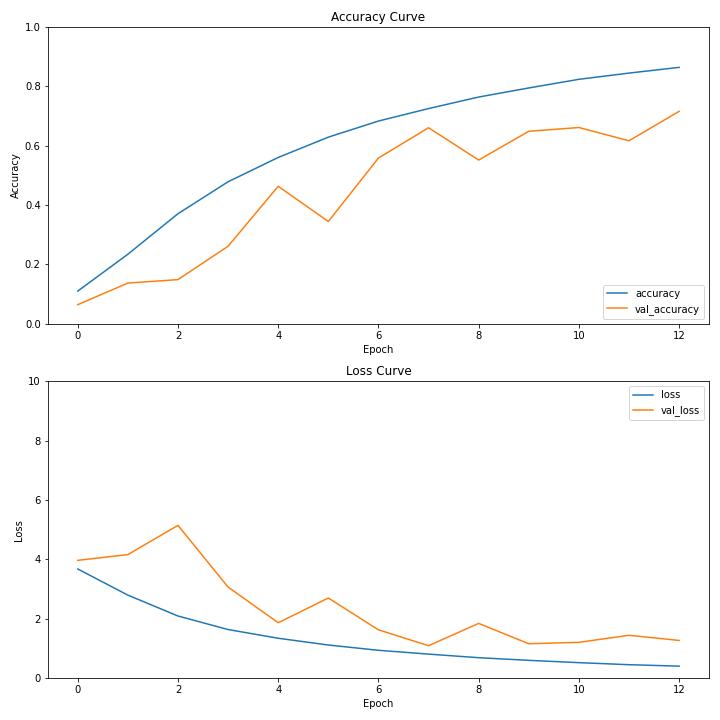 Accuracy Curve
1.0
0.8
0.6
0.4
0.2
0.0
Accuracy
0 2 4 6 8 10 12
Epoch
accuracy
val_accuracy
Loss Curve
10
8
6
4
2
0
Loss
0 2 4 6 8 10 12
Epoch
loss
val_loss